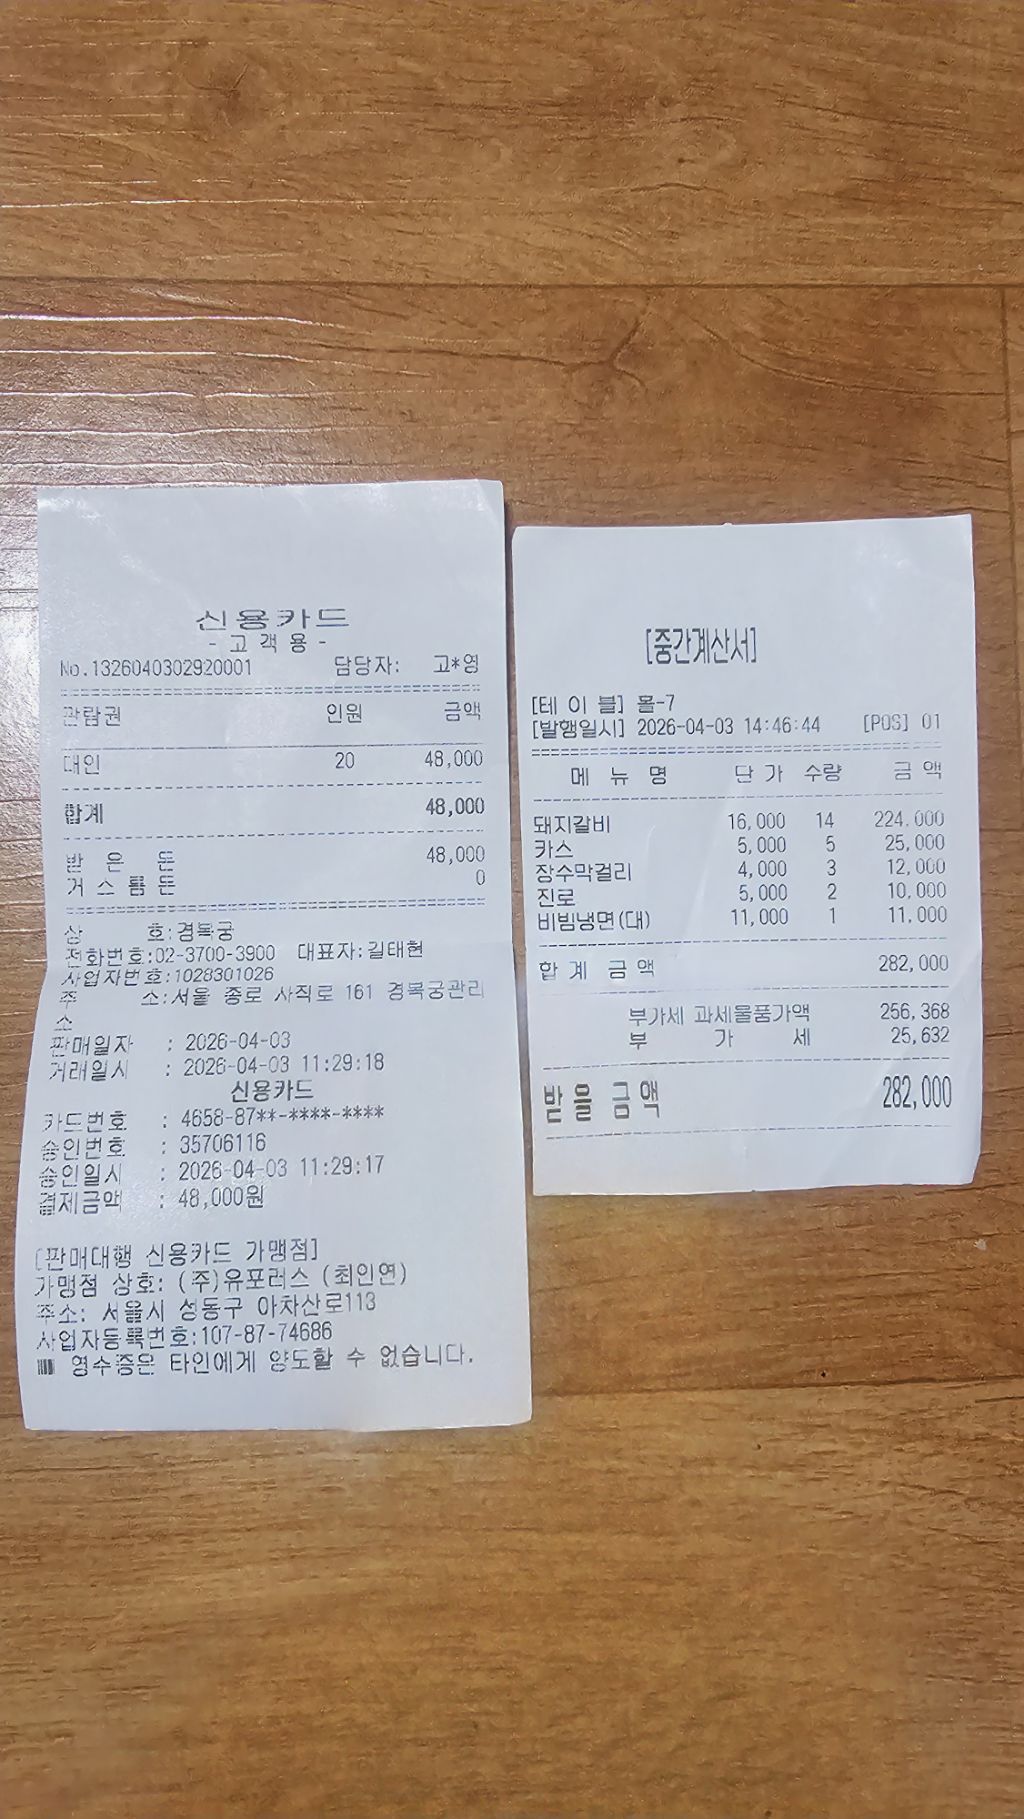 신용카드
- 고 객 용 -
No.1326040302920001 담당자: 고*영
관람권 인원 금액
대인 20 48,000
합계 48,000
받 은 돈 48,000
거 스 름 돈 0
상 호:경복궁
전화번호:02-3700-3900 대표자:길태현
사업자번호:1028301026
주 소:서울 종로 사직로 161 경복궁관리
소
판매일자 : 2026-04-03
거래일시 : 2026-04-03 11:29:18
신용카드
카드번호 : 4658-87**-****-****
승인번호 : 35706116
승인일시 : 2026-04-03 11:29:17
결제금액 : 48,000원
[판매대행 신용카드 가맹점]
가맹점 상호: (주)유포러스 (최인연)
주소: 서울시 성동구 아차산로113
사업자등록번호:107-87-74686
영수증은 타인에게 양도할 수 없습니다.
[중간계산서]
[테 이 블] 홀-7
[발행일시] 2026-04-03 14:46:44 [POS] 01
메 뉴 명 단 가 수량 금 액
돼지갈비 16,000 14 224,000
카스 5,000 5 25,000
장수막걸리 4,000 3 12,000
진로 5,000 2 10,000
비빔냉면(대) 11,000 1 11,000
합 계 금 액 282,000
부가세 과세물품가액 256,368
부 가 세 25,632
받 을 금 액 282,000